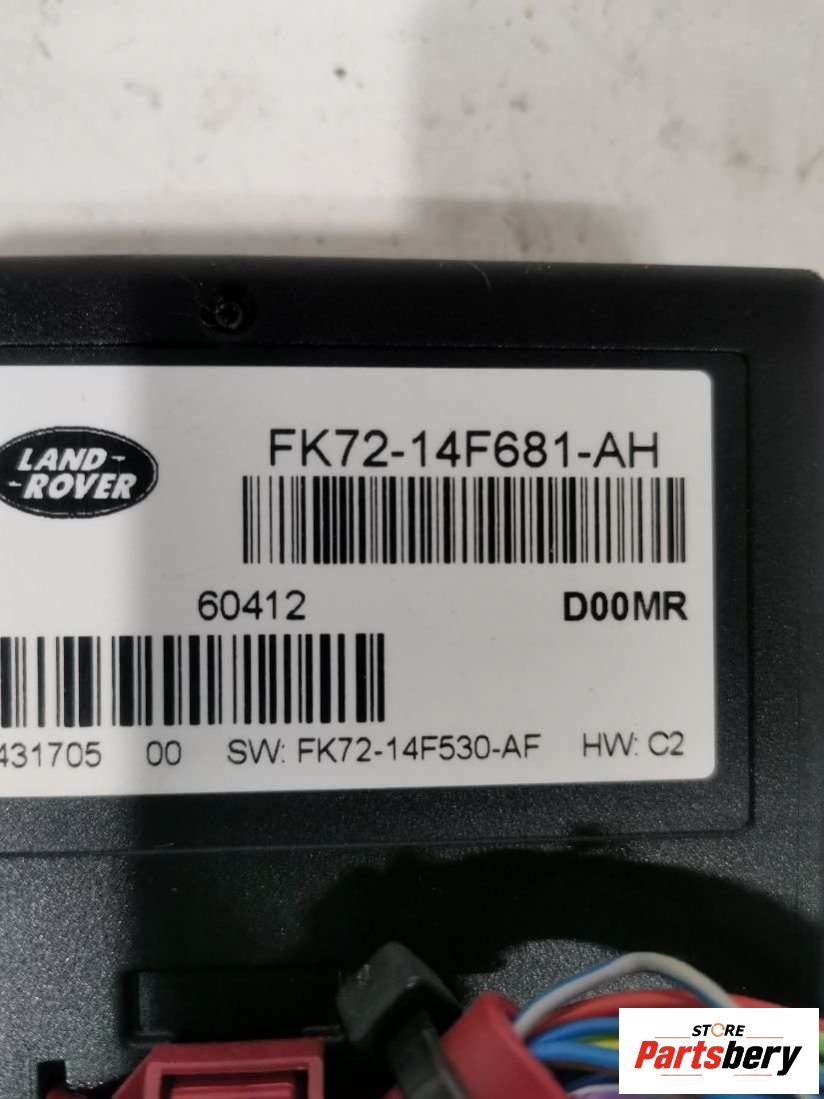 LAND-
-ROVER
FK72-14F681-AH
60412 D00MR
431705 00 SW: FK72-14F530-AF HW: C2
STORE
Partsbery